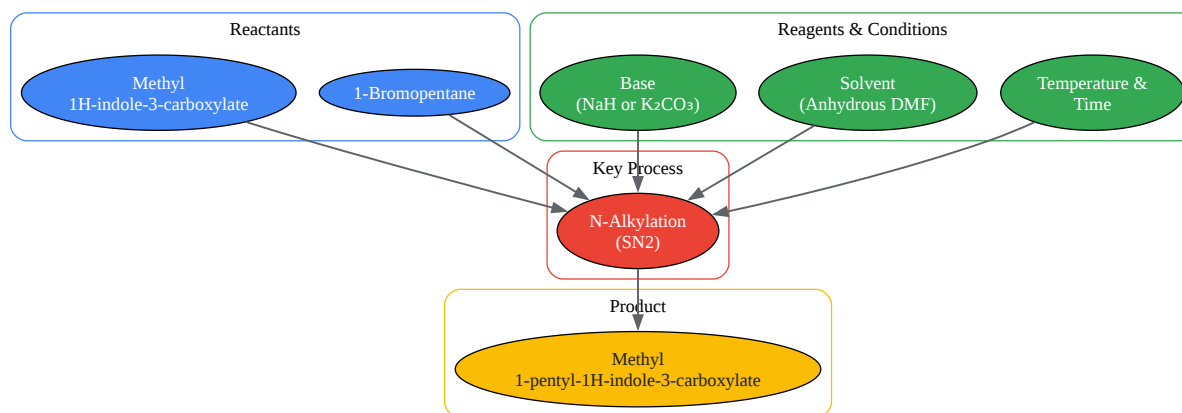 Reactants
Reagents & Conditions
Methyl
1H-indole-3-carboxylate
1-Bromopentane
Base
(NaH or K₂CO₃)
Solvent
(Anhydrous DMF)
Temperature &
Time
Key Process
N-Alkylation
(SN2)
Product
Methyl
1-pentyl-1H-indole-3-carboxylate